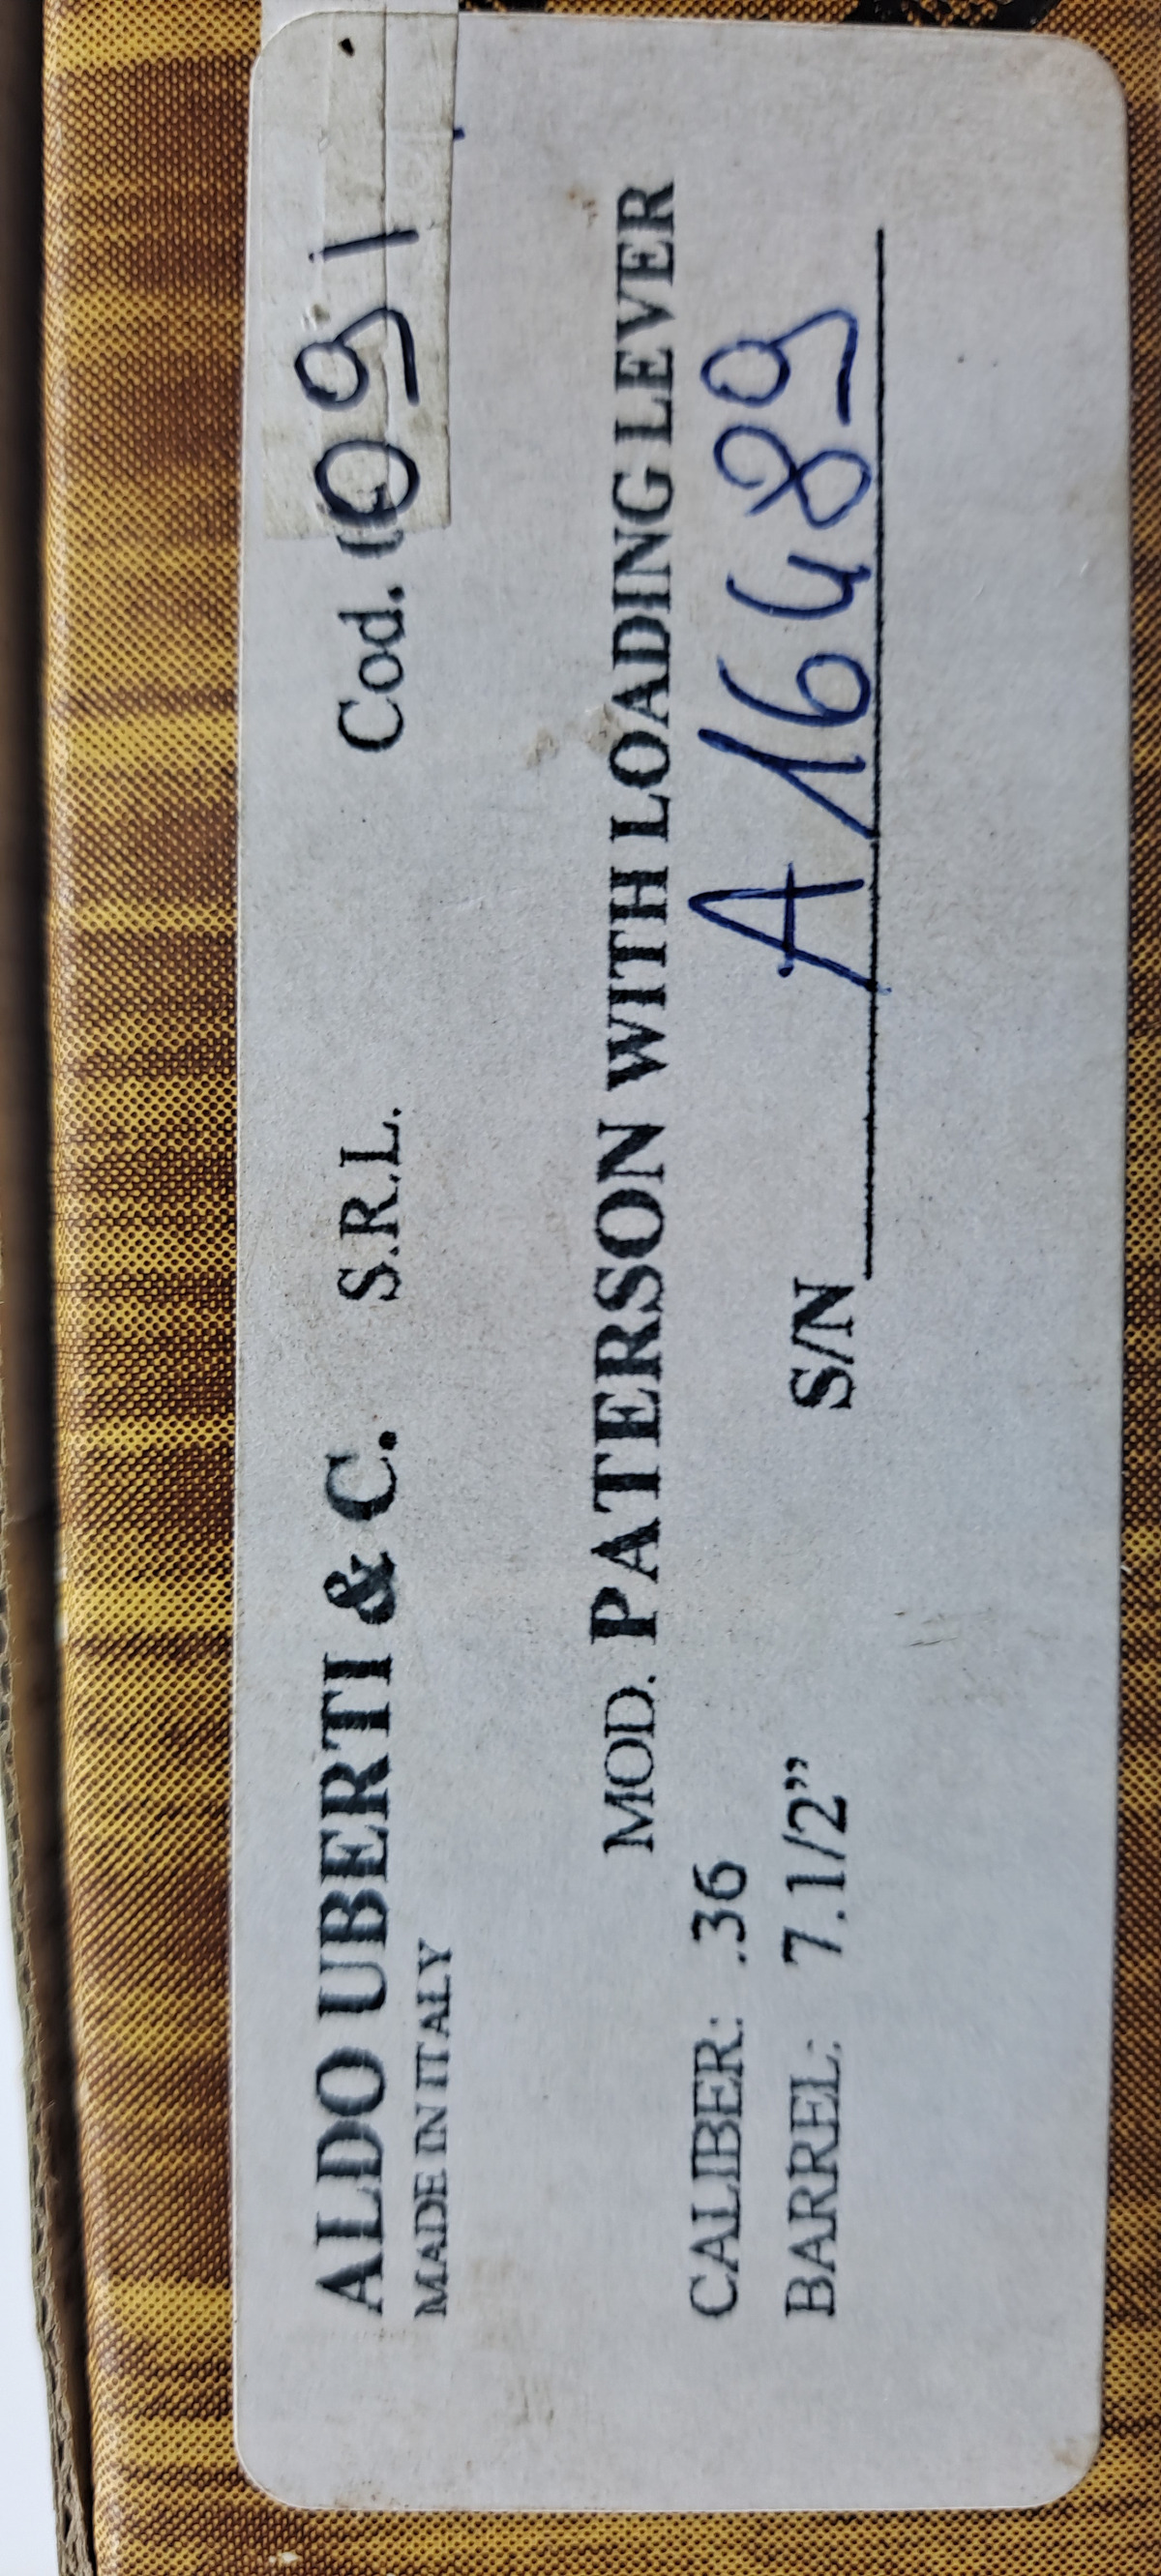 ALDO UBERTI & C. S.R.L. Cod. 091
MADE IN ITALY
MOD. PATERSON WITH LOADING LEVER
CALIBER: .36
BARREL: 7.1/2” S/N A16489